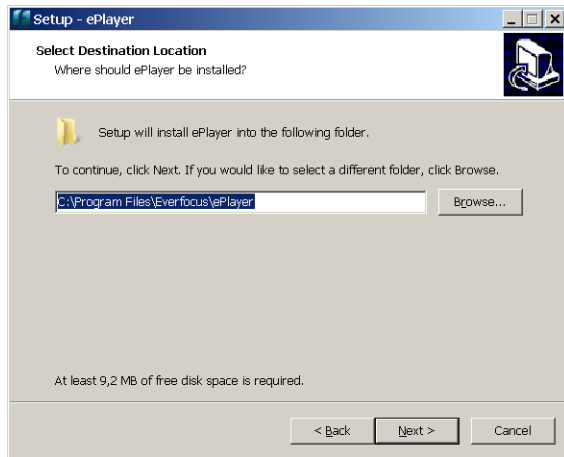 Setup - ePlayer
Select Destination Location
Where should ePlayer be installed?
Setup will install ePlayer into the following folder.
To continue, click Next. If you would like to select a different folder, click Browse.
C:\Program Files\Everfocus\ePlayer
Browse...
At least 9,2 MB of free disk space is required.
< Back
Next >
Cancel